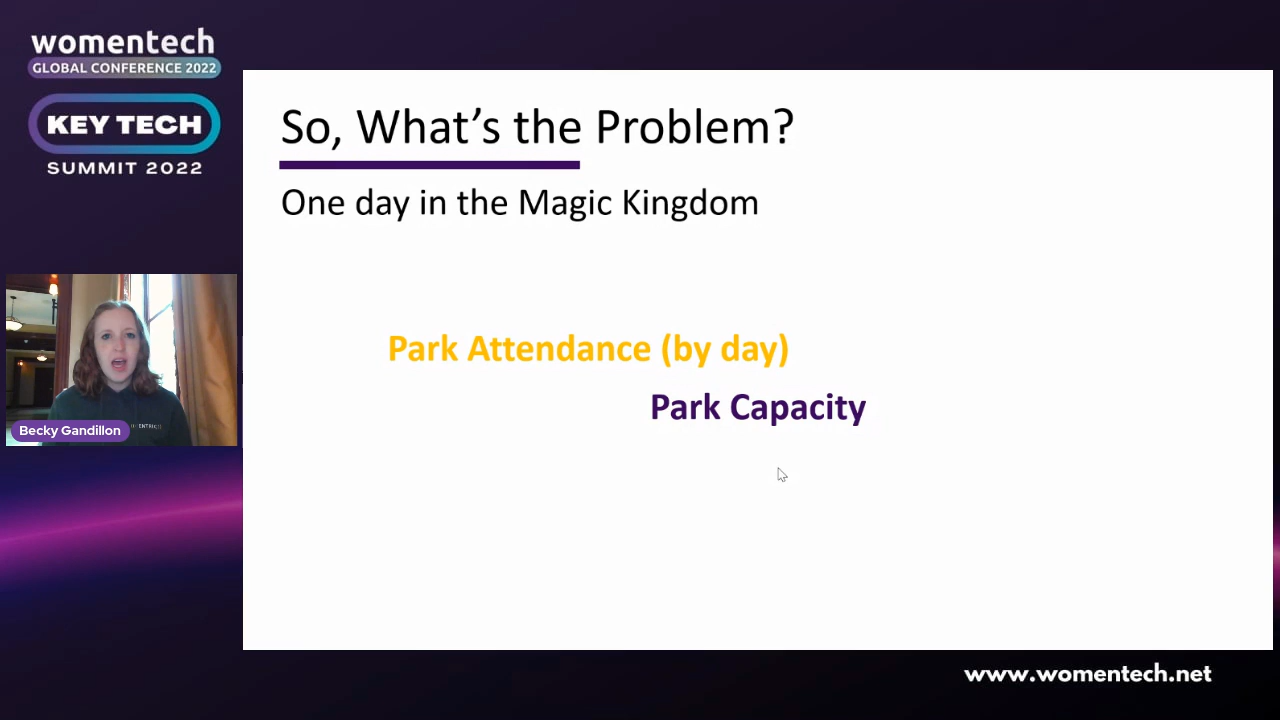 womentech
GLOBAL CONFERENCE 2022
KEY TECH
SUMMIT 2022
So, What's the Problem?
One day in the Magic Kingdom
Park Attendance (by day)
Park Capacity
Becky Gandillon
www.womentech.net